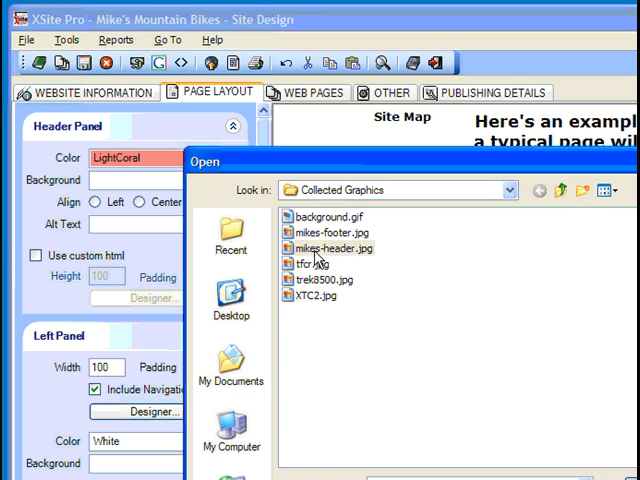 XSite Pro - Mike's Mountain Bikes - Site Design
File Tools Reports Go To Help
WEBSITE INFORMATION PAGE LAYOUT WEB PAGES OTHER PUBLISHING DETAILS
Header Panel
Color LightCoral
Background
Align Left Center
Alt Text
Use custom html
Height 100 Padding
Designer...
Left Panel
Width 100 Padding
Include Navigatio
Designer...
Color White
Background
Site Map
Here's an exampl
a typical page will
Open
Look in: Collected Graphics
Recent
Desktop
My Documents
My Computer
background.gif
mikes-footer.jpg
mikes-header.jpg
trek8500.jpg
XTC2.jpg